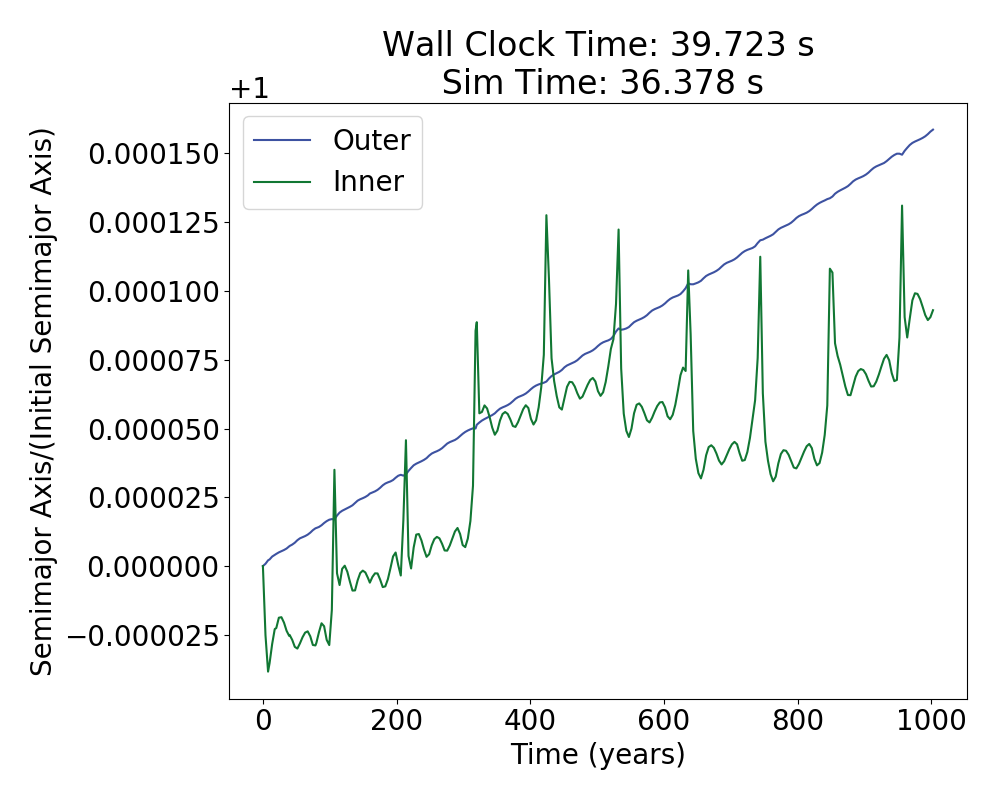 Wall Clock Time: 39.723 s
Sim Time: 36.378 s
+1
Outer
Inner
0.000150
0.000125
0.000100
0.000075
0.000050
0.000025
0.000000
−0.000025
Semimajor Axis/(Initial Semimajor Axis)
0 200 400 600 800 1000
Time (years)